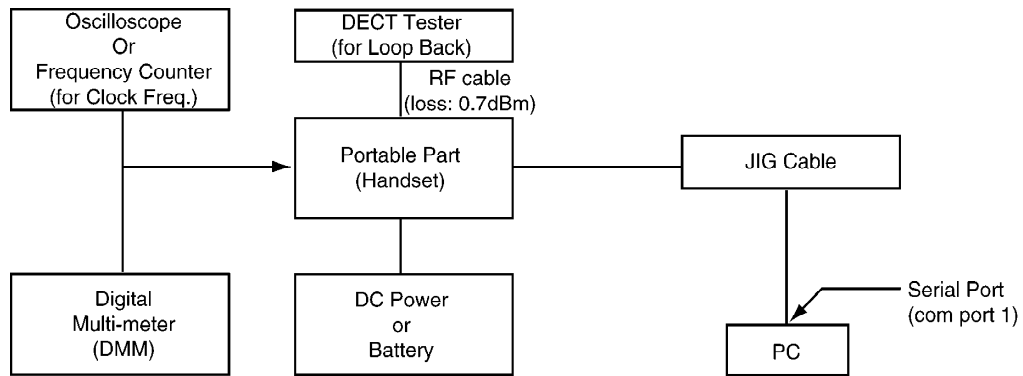 Oscilloscope
Or
Frequency Counter
(for Clock Freq.)
DECT Tester
(for Loop Back)
RF cable
(loss: 0.7dBm)
Portable Part
(Handset)
JIG Cable
Digital
Multi-meter
(DMM)
DC Power
or
Battery
Serial Port
(com port 1)
PC